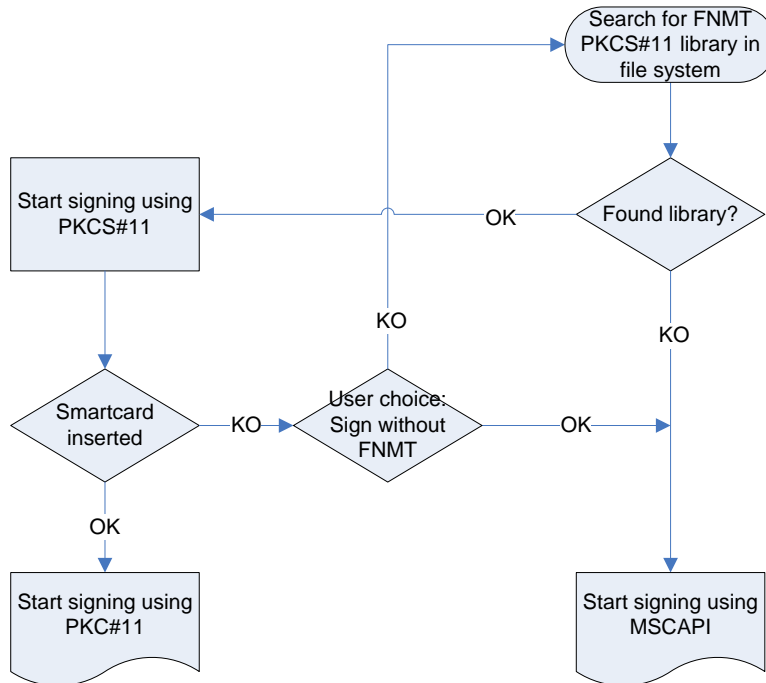 Search for FNMT
PKCS#11 library in
file system
Start signing using
PKCS#11
OK
Found library?
KO
KO
Smartcard
inserted
KO
User choice:
Sign without
FNMT
OK
OK
Start signing using
PKC#11
Start signing using
MSCAPI